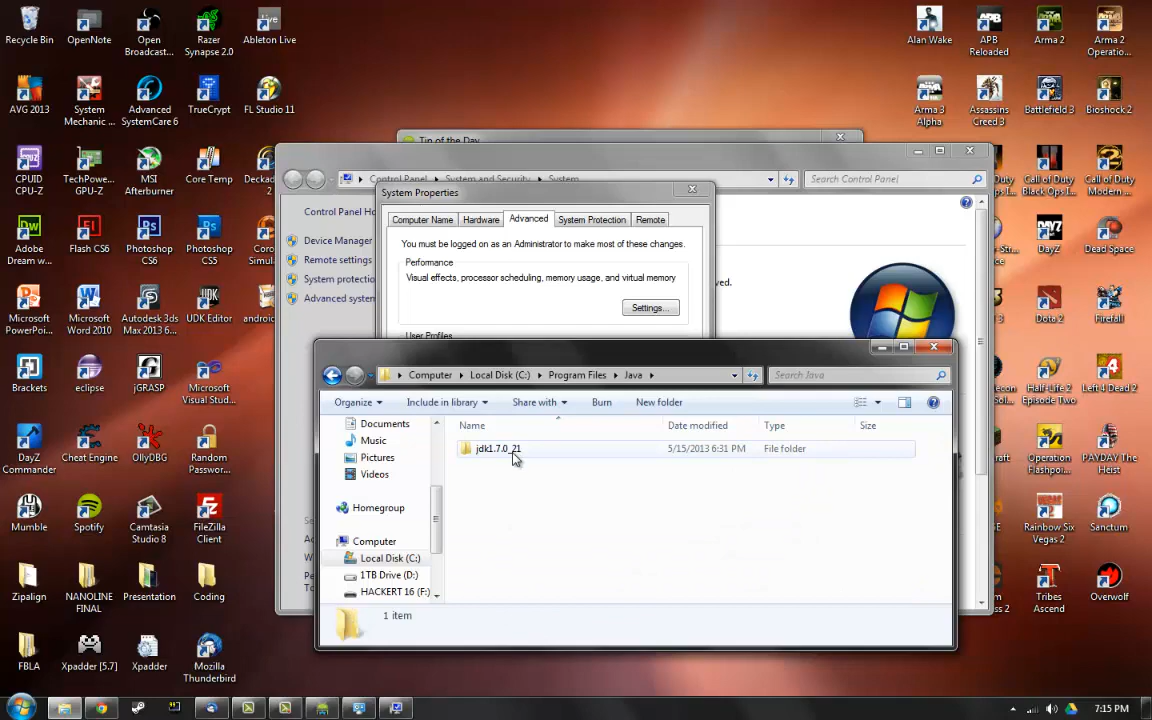 Recycle Bin
OpenNote
Open Broadcast...
Razer Synapse 2.0
Ableton Live
AVG 2013
System Mechanic ...
Advanced SystemCare 6
TrueCrypt
FL Studio 11
CPUID CPU-Z
TechPowe... GPU-Z
MSI Afterburner
Core Temp
Adobe Dream w...
Flash CS6
Photoshop CS6
Photoshop CS5
Microsoft PowerPoi...
Microsoft Word 2010
Autodesk 3ds Max 2013 6...
UDK Editor
Brackets
eclipse
jGRASP
Microsoft Visual Stud...
DayZ Commander
Cheat Engine
OllyDBG
Random Passwor...
Mumble
Spotify
Camtasia Studio 8
FileZilla Client
Zipalign
NANOLINE FINAL
Presentation
Coding
FBLA
Xpadder [5.7]
Xpadder
Mozilla Thunderbird
Alan Wake
APB Reloaded
Arma 2
Arma 2 Operatio...
Arma 3 Alpha
Assassins Creed 3
Battlefield 3
Bioshock 2
Call of Duty Black Ops I...
Call of Duty Modern ...
DayZ
Dead Space
Dota 2
Firefall
Half-Life 2 Episode Two
Left 4 Dead 2
Operation Flashpoi...
PAYDAY The Heist
Rainbow Six Vegas 2
Sanctum
Tribes Ascend
Overwolf
Tip of the Day
Control Panel
System and Security
System
Search Control Panel
Device Manager
Remote settings
System protectio
Advanced system
System Properties
Computer Name
Hardware
Advanced
System Protection
Remote
You must be logged on as an Administrator to make most of these changes.
Performance
Visual effects, processor scheduling, memory usage, and virtual memory
Settings...
User Profiles
Computer
Local Disk (C:)
Program Files
Java
Search Java
Organize
Include in library
Share with
Burn
New folder
Name
Date modified
Type
Size
jdk1.7.0_21
5/15/2013 6:31 PM
File folder
Documents
Music
Pictures
Videos
Homegroup
Computer
Local Disk (C:)
1TB Drive (D:)
HACKERT 16 (F:)
1 item
7:15 PM